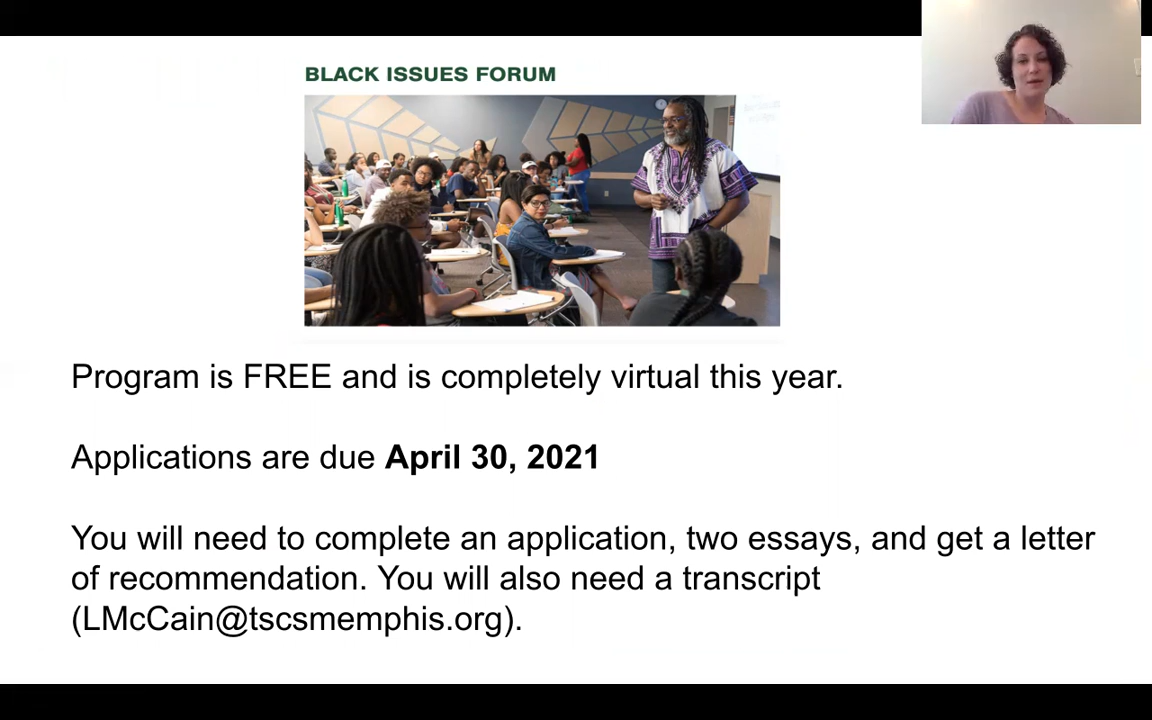 BLACK ISSUES FORUM
Program is FREE and is completely virtual this year.
Applications are due April 30, 2021
You will need to complete an application, two essays, and get a letter
of recommendation. You will also need a transcript
(LMcCain@tscsmemphis.org).